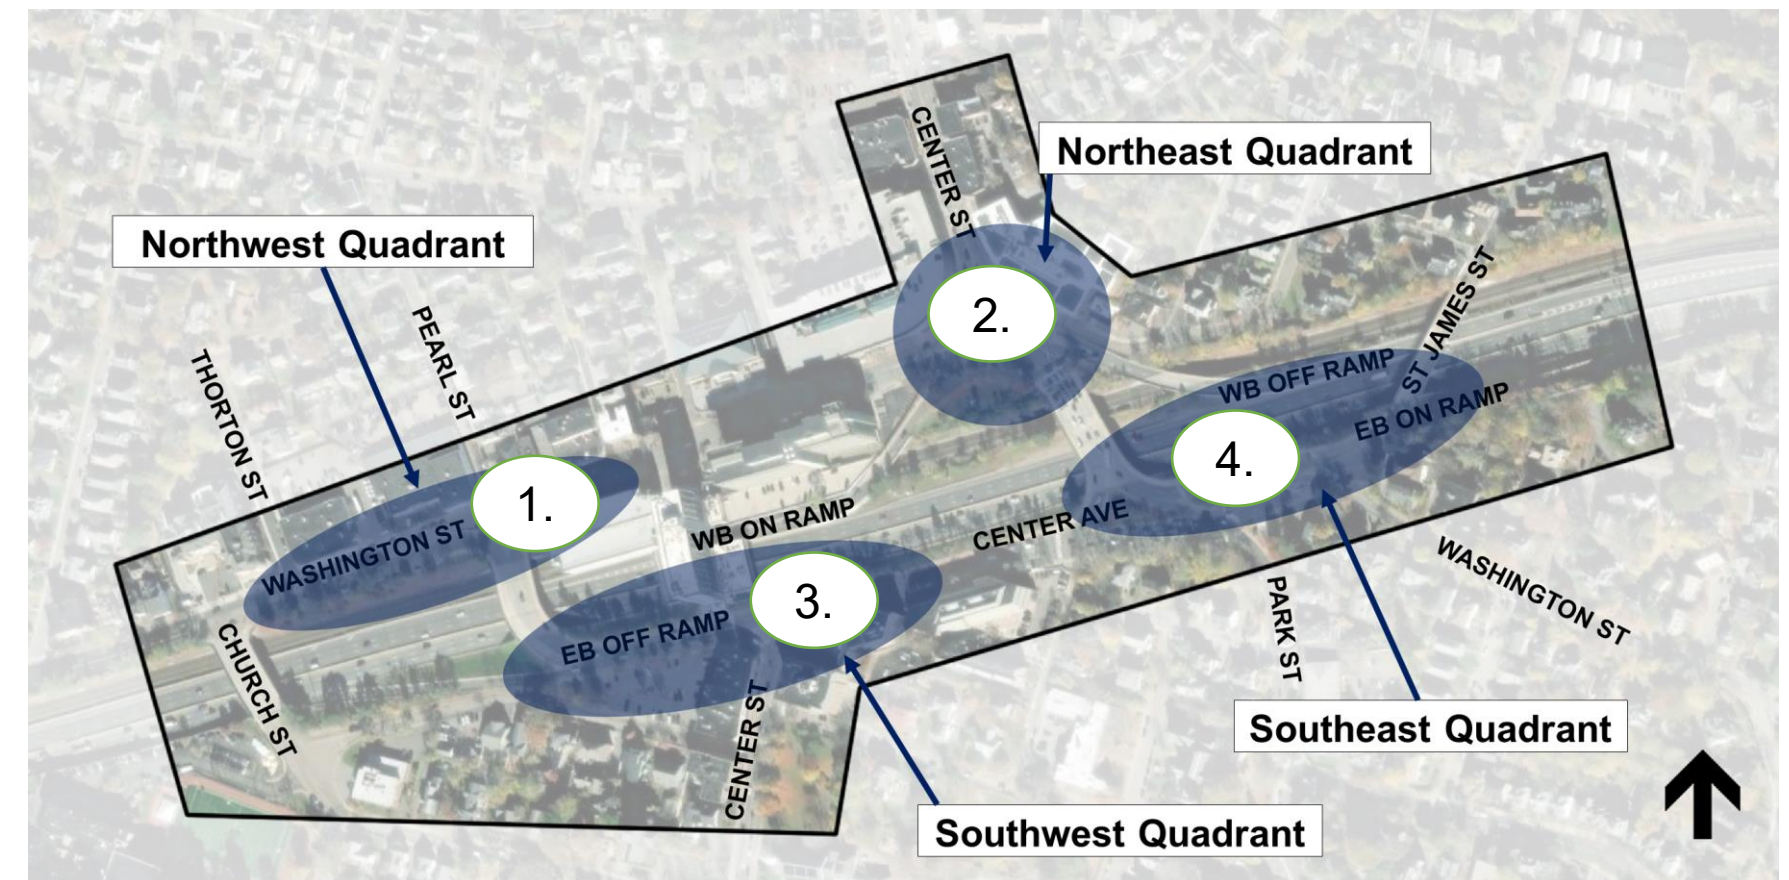 CENTER ST
Northeast Quadrant
Northwest Quadrant
2.
PEARL ST
THORTON ST
ST JAMES ST
WB OFF RAMP
EB ON RAMP
4.
1.
WASHINGTON ST
WB ON RAMP
CENTER AVE
3.
EB OFF RAMP
CHURCH ST
CENTER ST
PARK ST
WASHINGTON ST
Southeast Quadrant
Southwest Quadrant